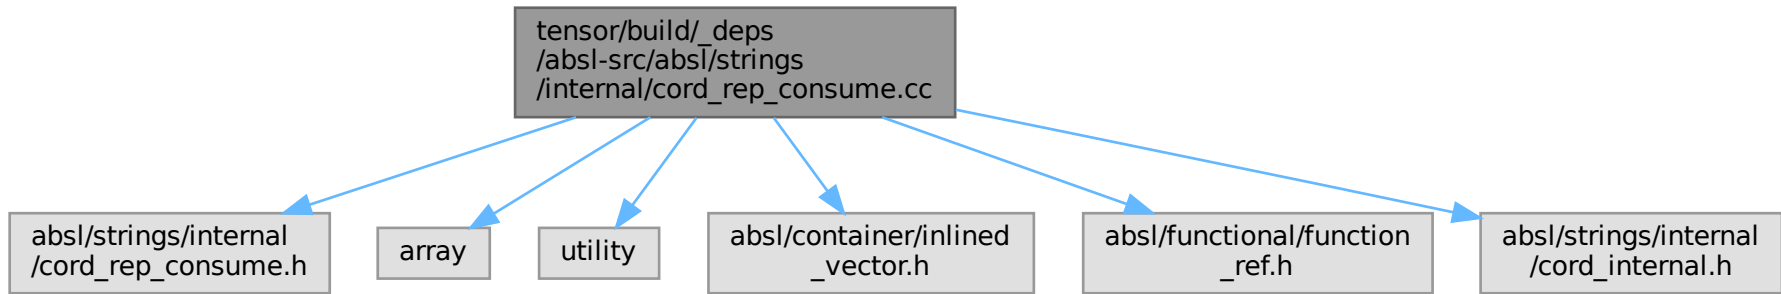 tensor/build/_deps
/absl-src/absl/strings
/internal/cord_rep_consume.cc
absl/strings/internal
/cord_rep_consume.h
array
utility
absl/container/inlined
_vector.h
absl/functional/function
_ref.h
absl/strings/internal
/cord_internal.h